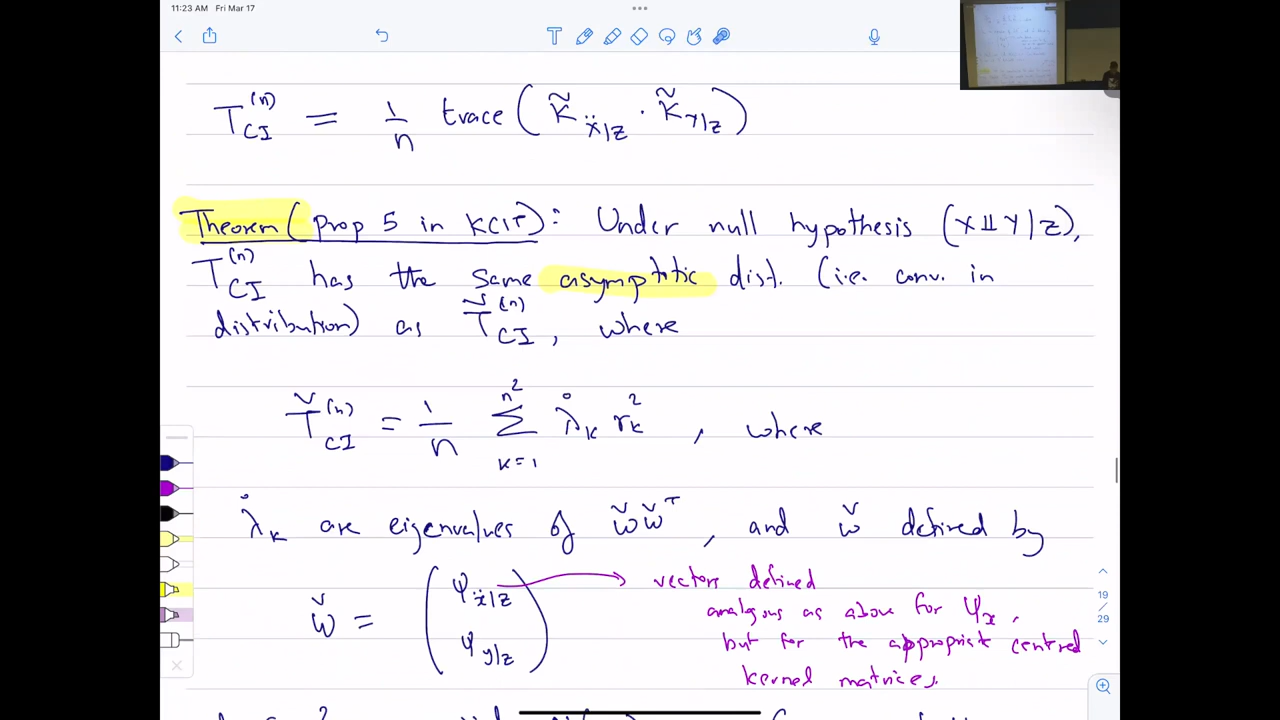 11:23 AM Fri Mar 17
T_CI^(n) = 1/n trace ( K̃_ẍ|z · K̃_Y|z )
Theorem (prop 5 in KCIT): Under null hypothesis (X ⫫ Y | Z),
T_CI^(n) has the same asymptotic dist. (i.e. conv. in
distribution) as Ť_CI^(n), where
Ť_CI^(n) = 1/n ∑_{k=1}^{n²} λ̊_k r_k² , where
λ̊_k are eigenvalues of w̌ w̌^T , and w̌ defined by
w̌ = ( ψ_ẍ|z ψ_y|z )
vectors defined
analgous as above for ψ_x ,
but for the appropriate centred
kernel matrices.
19
/
29